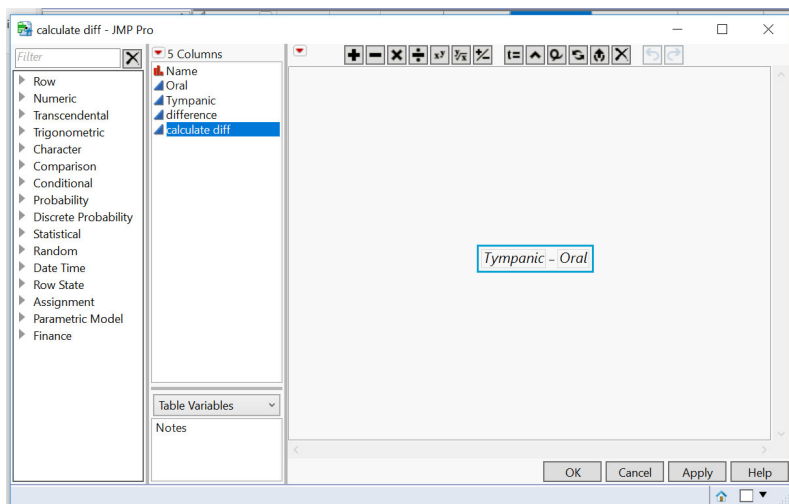 calculate diff - JMP Pro
Filter
Row
Numeric
Transcendental
Trigonometric
Character
Comparison
Conditional
Probability
Discrete Probability
Statistical
Random
Date Time
Row State
Assignment
Parametric Model
Finance
5 Columns
Name
Oral
Tympanic
difference
calculate diff
Table Variables
Notes
Tympanic - Oral
OK Cancel Apply Help